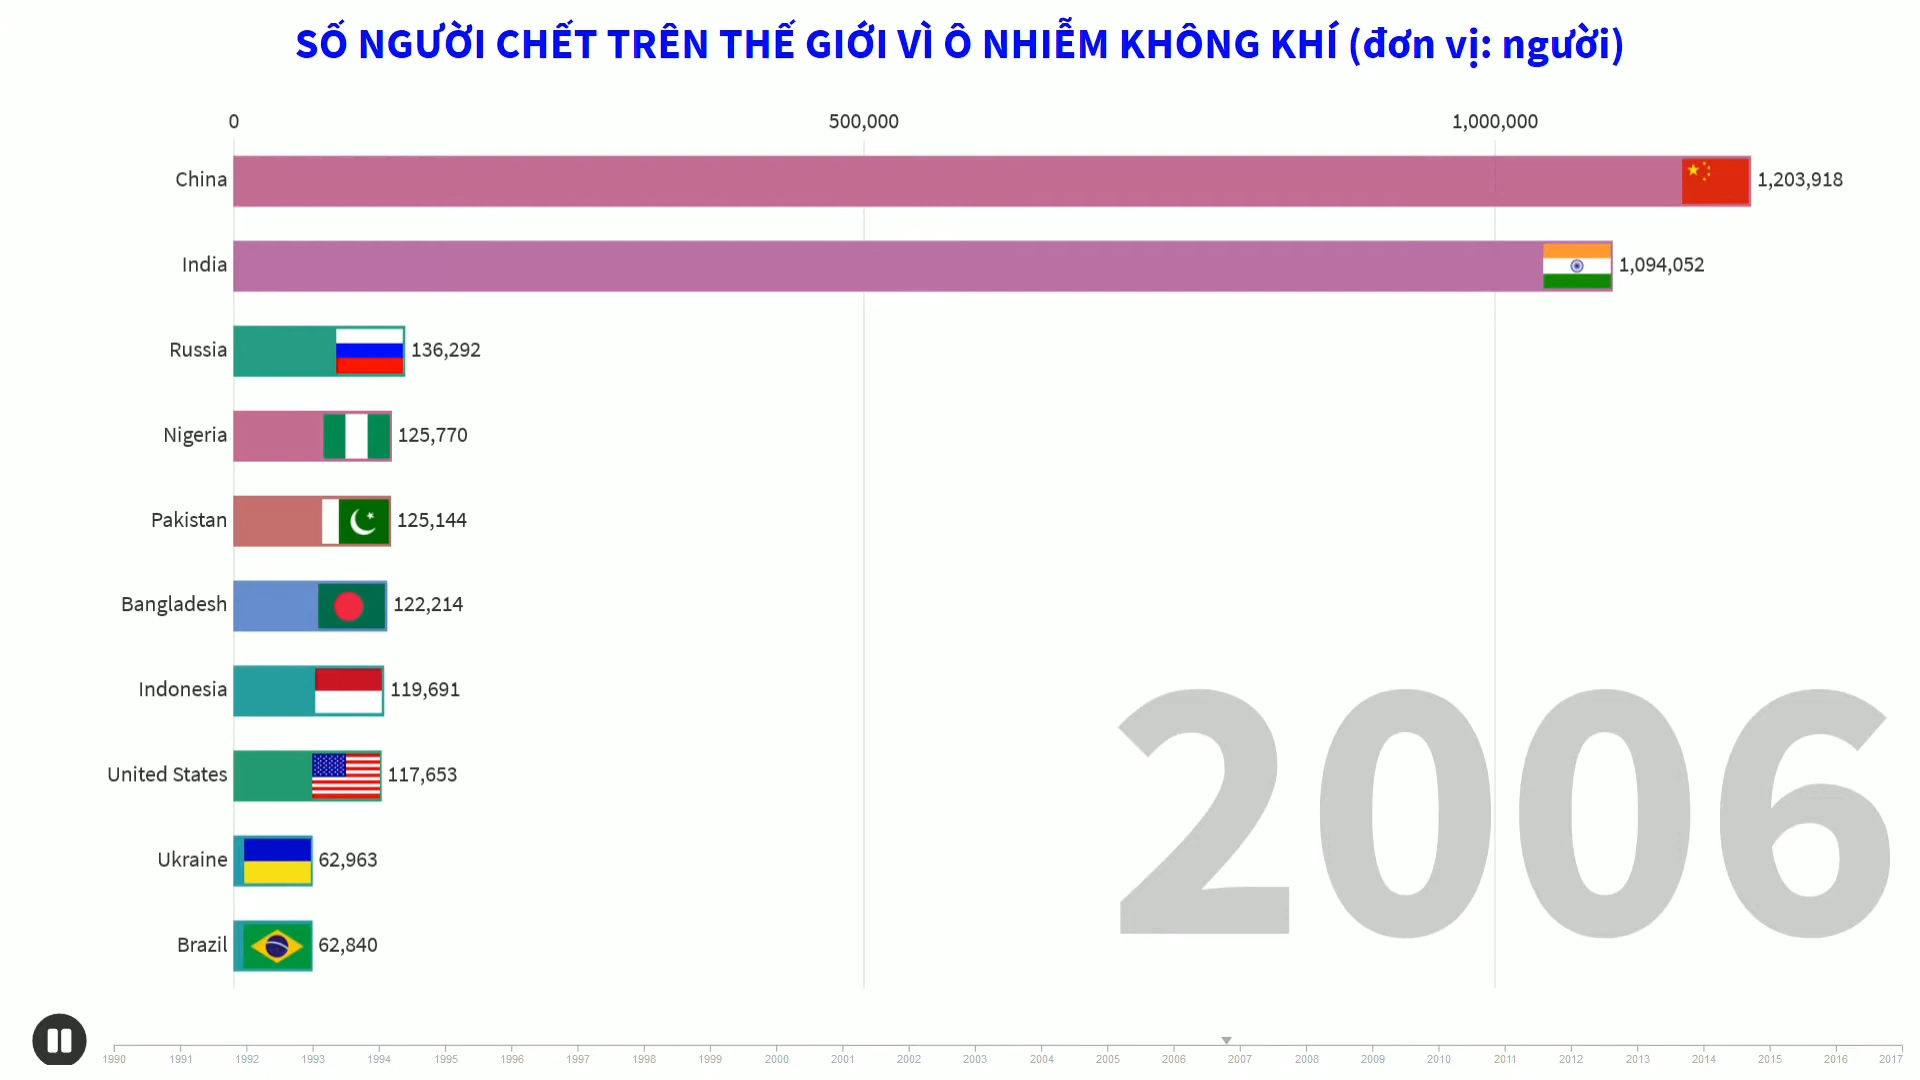 SỐ NGƯỜI CHẾT TRÊN THẾ GIỚI VÌ Ô NHIỄM KHÔNG KHÍ (đơn vị: người)
0 500,000 1,000,000
China 1,203,918
India 1,094,052
Russia 136,292
Nigeria 125,770
Pakistan 125,144
Bangladesh 122,214
Indonesia 119,691
United States 117,653
Ukraine 62,963
Brazil 62,840
2006
1990 1991 1992 1993 1994 1995 1996 1997 1998 1999 2000 2001 2002 2003 2004 2005 2006 2007 2008 2009 2010 2011 2012 2013 2014 2015 2016 2017